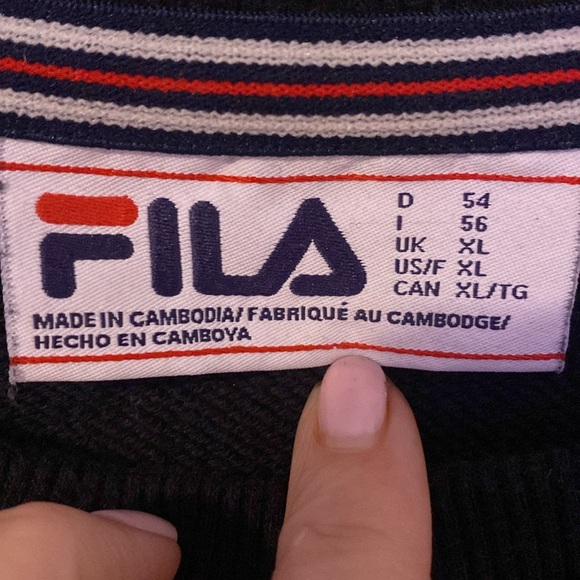 FILA
D 54
I 56
UK XL
US/F XL
CAN XL/TG
MADE IN CAMBODIA/ FABRIQUÉ AU CAMBODGE/
HECHO EN CAMBOYA